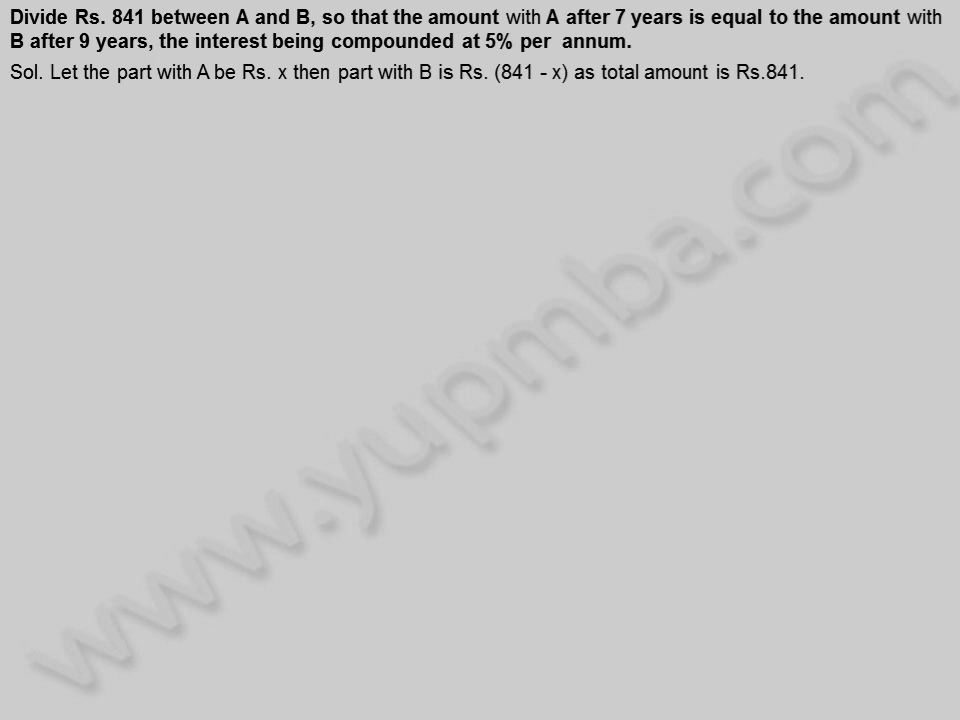 Divide Rs. 841 between A and B, so that the amount with A after 7 years is equal to the amount with
B after 9 years, the interest being compounded at 5% per annum.
Sol. Let the part with A be Rs. x then part with B is Rs. (841 - x) as total amount is Rs.841.
www.yupmba.com